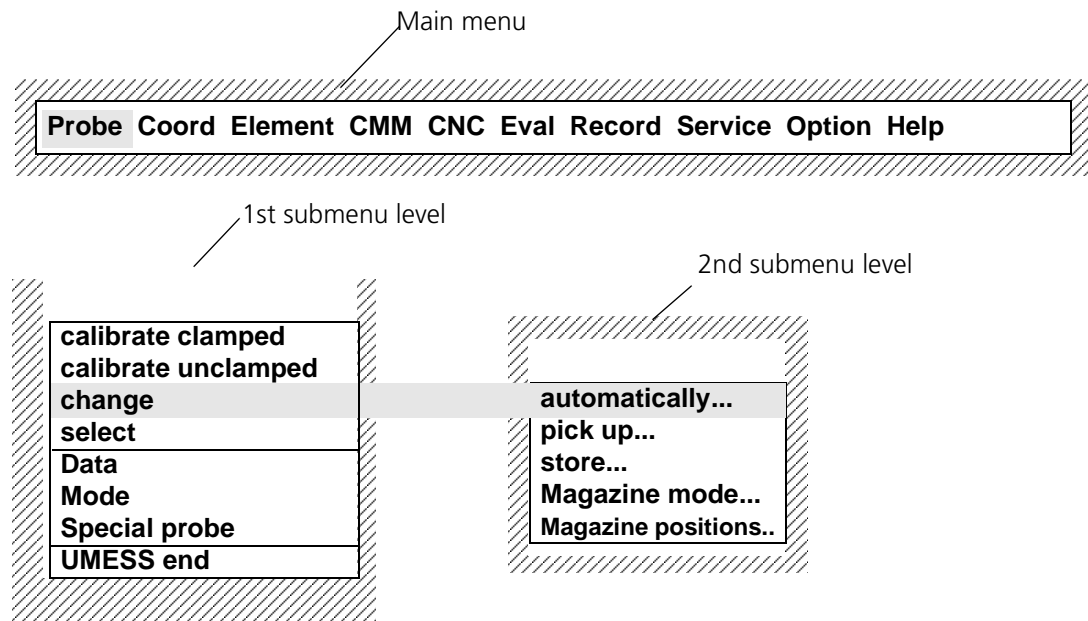 Main menu
Probe Coord Element CMM CNC Eval Record Service Option Help
1st submenu level
2nd submenu level
calibrate clamped
calibrate unclamped
change
select
Data
Mode
Special probe
UMESS end
automatically...
pick up...
store...
Magazine mode...
Magazine positions..